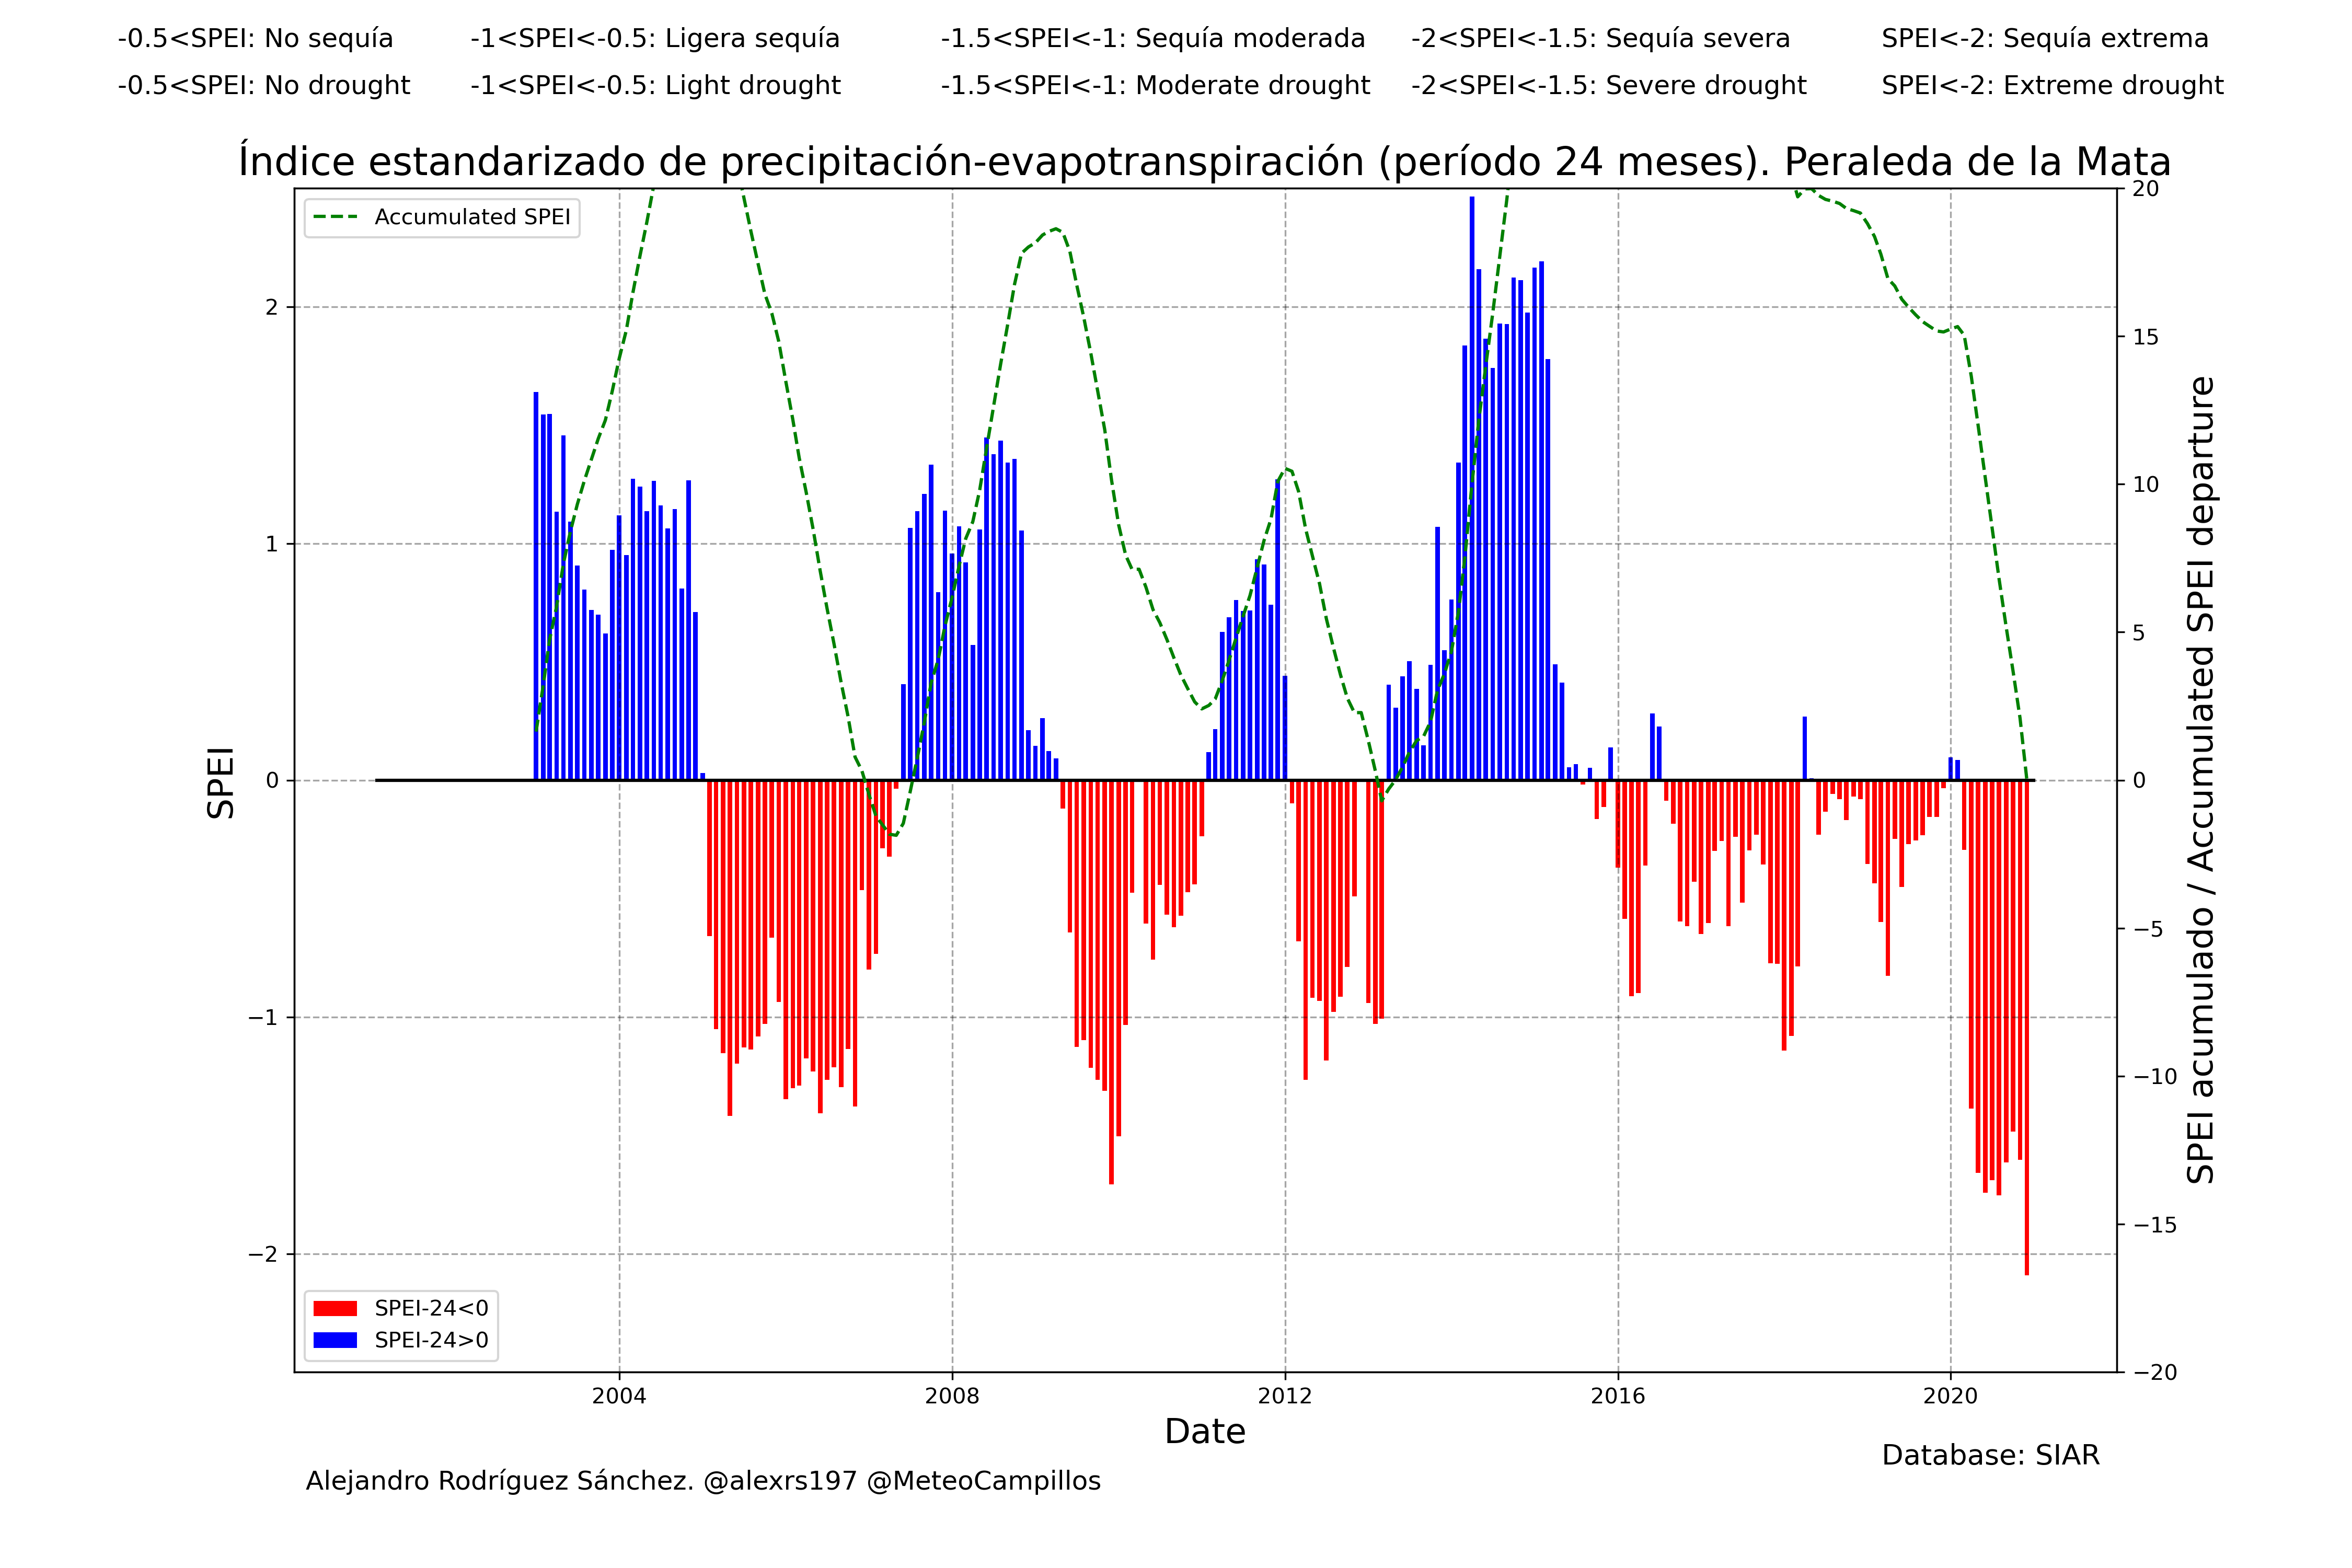 -0.5<SPEI: No sequía -1<SPEI<-0.5: Ligera sequía -1.5<SPEI<-1: Sequía moderada -2<SPEI<-1.5: Sequía severa SPEI<-2: Sequía extrema
-0.5<SPEI: No drought -1<SPEI<-0.5: Light drought -1.5<SPEI<-1: Moderate drought -2<SPEI<-1.5: Severe drought SPEI<-2: Extreme drought
Índice estandarizado de precipitación-evapotranspiración (período 24 meses). Peraleda de la Mata
Accumulated SPEI
SPEI
2
1
0
−1
−2
20
15
10
5
0
−5
−10
−15
−20
SPEI acumulado / Accumulated SPEI departure
SPEI-24<0
SPEI-24>0
2004 2008 2012 2016 2020
Date
Database: SIAR
Alejandro Rodríguez Sánchez. @alexrs197 @MeteoCampillos